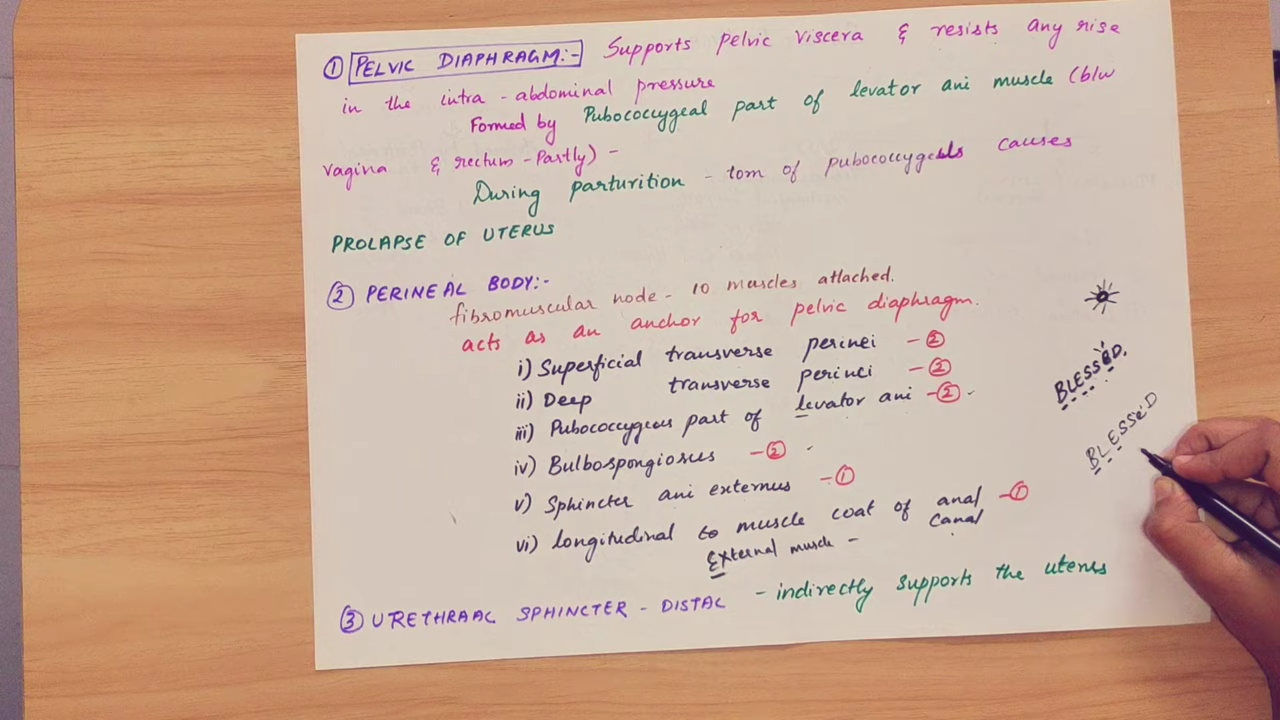 ① PELVIC DIAPHRAGM:- Supports pelvic viscera & resists any rise
in the intra-abdominal pressure
Formed by Pubococcygeal part of levator ani muscle (b/w
vagina & rectum - Partly) -
During parturition - torn of pubococcygeus causes
PROLAPSE OF UTERUS
② PERINEAL BODY:-
fibromuscular node - 10 muscles attached.
acts as an anchor for pelvic diaphragm.
i) Superficial transverse perinei - ②
ii) Deep transverse perinei - ②
iii) Pubococcygeus part of levator ani - ② -
iv) Bulbospongiosus - ② -
v) Sphincter ani externus - ①
vi) longitudinal to muscle coat of anal canal - ①
External muscle -
③ URETHRAAL SPHINCTER - DISTAL - indirectly supports the uterus
BLESSED.
BLESSeD